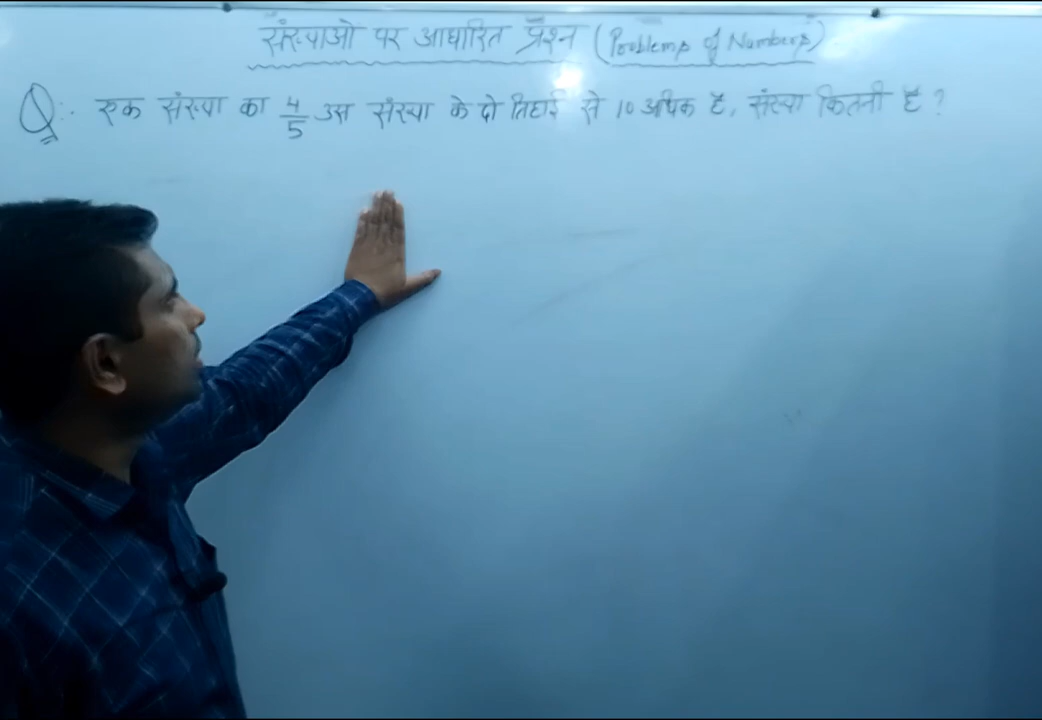 संख्याओ पर आधारित प्रश्न (Problems of Numbers)
Q:. एक संख्या का 4/5 उस संख्या के दो तिहाई से 10 अधिक है, संख्या कितनी है ?